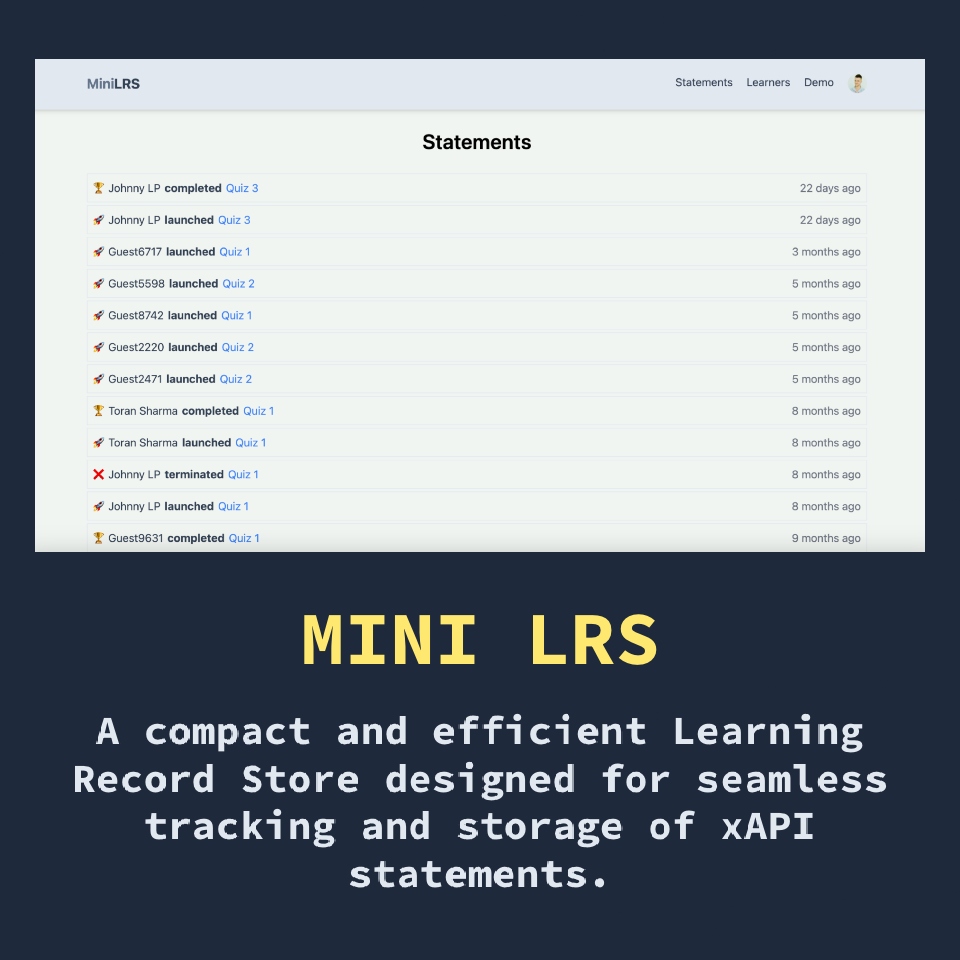 MiniLRS Statements Learners Demo
Statements
🏆 Johnny LP completed Quiz 3 22 days ago
🚀 Johnny LP launched Quiz 3 22 days ago
🚀 Guest6717 launched Quiz 1 3 months ago
🚀 Guest5598 launched Quiz 2 5 months ago
🚀 Guest8742 launched Quiz 1 5 months ago
🚀 Guest2220 launched Quiz 2 5 months ago
🚀 Guest2471 launched Quiz 2 5 months ago
🏆 Toran Sharma completed Quiz 1 8 months ago
🚀 Toran Sharma launched Quiz 1 8 months ago
❌ Johnny LP terminated Quiz 1 8 months ago
🚀 Johnny LP launched Quiz 1 8 months ago
🏆 Guest9631 completed Quiz 1 9 months ago
MINI LRS
A compact and efficient Learning
Record Store designed for seamless
tracking and storage of xAPI
statements.